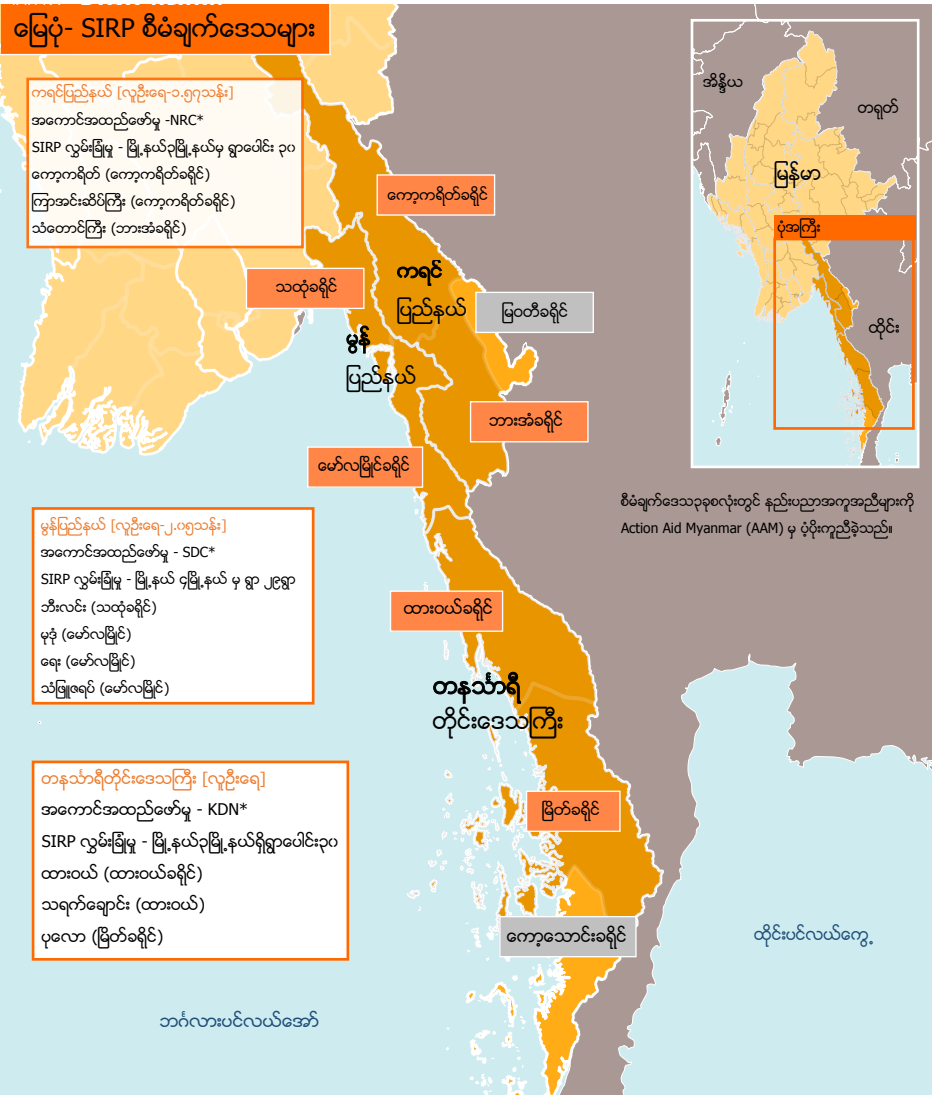 မြေပုံ- SIRP စီမံချက်ဒေသများ
ကရင်ပြည်နယ် [လူဦးရေ-၁.၅၇သန်း]
အကောင်အထည်ဖော်မှု -NRC*
SIRP လွှမ်းခြုံမှု - မြို့နယ်၃မြို့နယ်မှ ရွာပေါင်း ၃၀
ကော့ကရိတ် (ကော့ကရိတ်ခရိုင်)
ကြာအင်းဆိပ်ကြီး (ကော့ကရိတ်ခရိုင်)
သံတောင်ကြီး (ဘားအံခရိုင်)
ကော့ကရိတ်ခရိုင်
သထုံခရိုင်
ကရင်
ပြည်နယ်
မြဝတီခရိုင်
မွန်
ပြည်နယ်
ဘားအံခရိုင်
မော်လမြိုင်ခရိုင်
အိန္ဒိယ
တရုတ်
မြန်မာ
ပုံအကြီး
ထိုင်း
စီမံချက်ဒေသ၃ခုစလုံးတွင် နည်းပညာအကူအညီများကို
Action Aid Myanmar (AAM) မှ ပံ့ပိုးကူညီခဲ့သည်။
မွန်ပြည်နယ် [လူဦးရေ-၂.၀၅သန်း]
အကောင်အထည်ဖော်မှု - SDC*
SIRP လွှမ်းခြုံမှု - မြို့နယ် ၄မြို့နယ် မှ ရွာ ၂၉ရွာ
ဘီးလင်း (သထုံခရိုင်)
မုဒုံ (မော်လမြိုင်)
ရေး (မော်လမြိုင်)
သံဖြူဇရပ် (မော်လမြိုင်)
ထားဝယ်ခရိုင်
တနင်္သာရီ
တိုင်းဒေသကြီး
တနင်္သာရီတိုင်းဒေသကြီး [လူဦးရေ]
အကောင်အထည်ဖော်မှု - KDN*
SIRP လွှမ်းခြုံမှု - မြို့နယ်၃မြို့နယ်ရှိရွာပေါင်း၃၀
ထားဝယ် (ထားဝယ်ခရိုင်)
သရက်ချောင်း (ထားဝယ်)
ပုလော (မြိတ်ခရိုင်)
မြိတ်ခရိုင်
ကော့သောင်းခရိုင်
ထိုင်းပင်လယ်ကွေ့
ဘင်္ဂလားပင်လယ်အော်